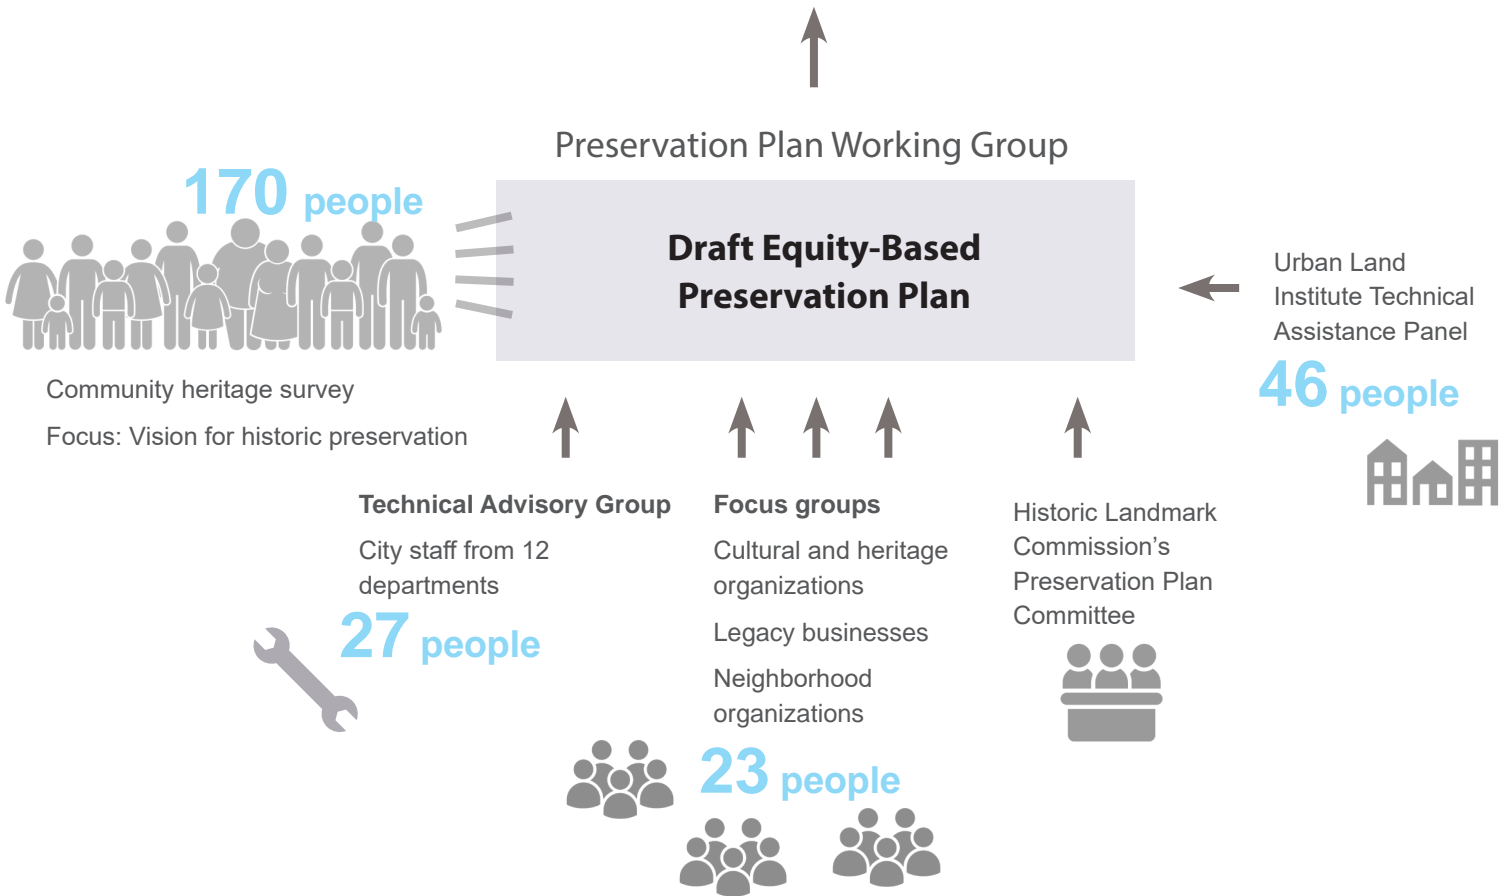 Preservation Plan Working Group
170 people
Draft Equity-Based
Preservation Plan
Community heritage survey
Focus: Vision for historic preservation
Urban Land
Institute Technical
Assistance Panel
46 people
Technical Advisory Group
City staff from 12
departments
27 people
Focus groups
Cultural and heritage
organizations
Legacy businesses
Neighborhood
organizations
23 people
Historic Landmark
Commission’s
Preservation Plan
Committee